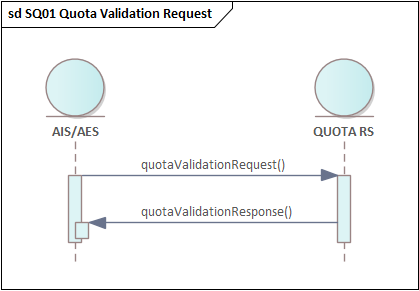 sd SQ01 Quota Validation Request
AIS/AES
QUOTA RS
quotaValidationRequest()
quotaValidationResponse()